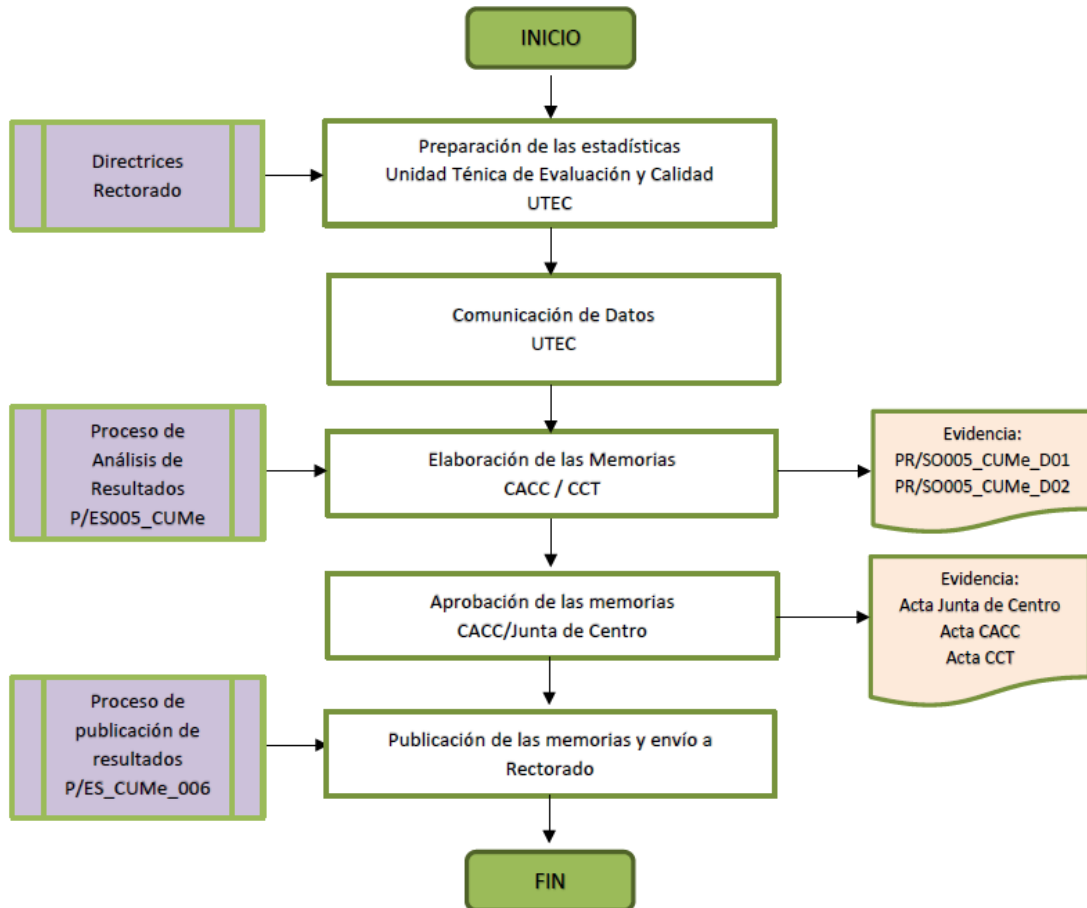 INICIO
Directrices
Rectorado
Preparación de las estadísticas
Unidad Ténica de Evaluación y Calidad
UTEC
Comunicación de Datos
UTEC
Proceso de
Análisis de
Resultados
P/ES005_CUMe
Elaboración de las Memorias
CACC / CCT
Evidencia:
PR/SO005_CUMe_D01
PR/SO005_CUMe_D02
Aprobación de las memorias
CACC/Junta de Centro
Evidencia:
Acta Junta de Centro
Acta CACC
Acta CCT
Proceso de
publicación de
resultados
P/ES_CUMe_006
Publicación de las memorias y envío a
Rectorado
FIN